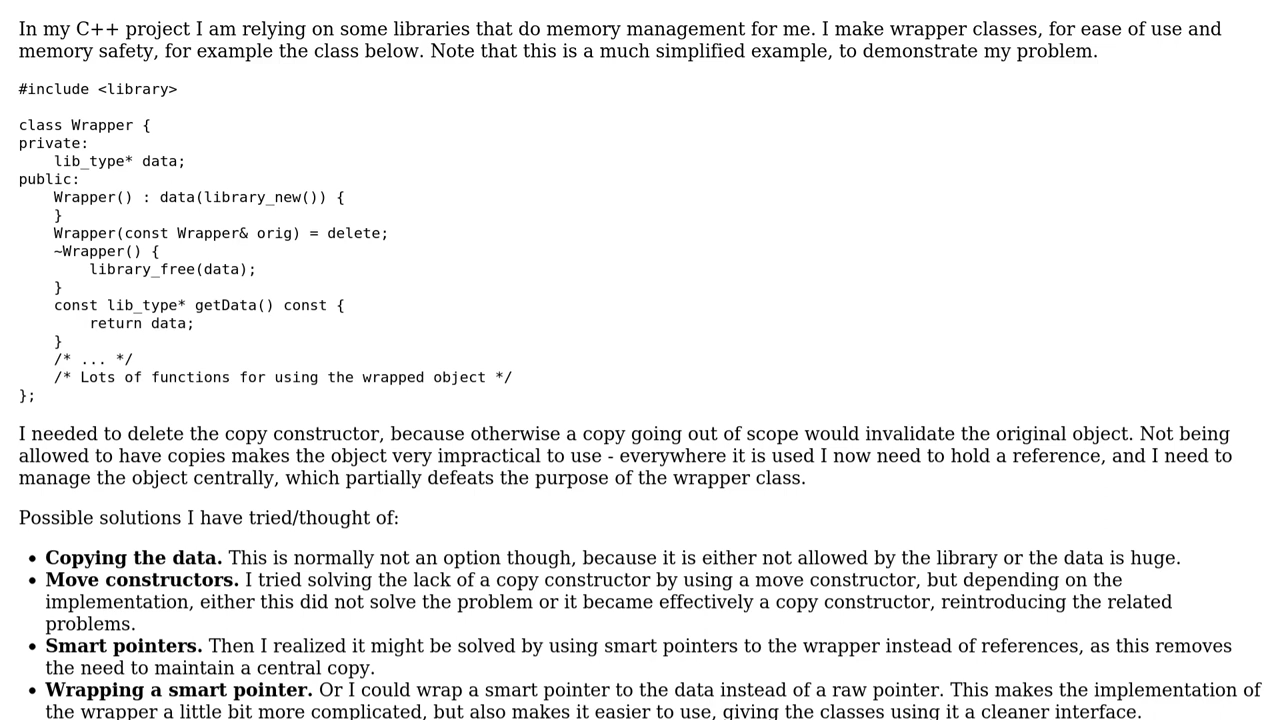 In my C++ project I am relying on some libraries that do memory management for me. I make wrapper classes, for ease of use and
memory safety, for example the class below. Note that this is a much simplified example, to demonstrate my problem.
#include <library>
class Wrapper {
private:
    lib_type* data;
public:
    Wrapper() : data(library_new()) {
    }
    Wrapper(const Wrapper& orig) = delete;
    ~Wrapper() {
        library_free(data);
    }
    const lib_type* getData() const {
        return data;
    }
    /* ... */
    /* Lots of functions for using the wrapped object */
};
I needed to delete the copy constructor, because otherwise a copy going out of scope would invalidate the original object. Not being
allowed to have copies makes the object very impractical to use - everywhere it is used I now need to hold a reference, and I need to
manage the object centrally, which partially defeats the purpose of the wrapper class.
Possible solutions I have tried/thought of:
• Copying the data. This is normally not an option though, because it is either not allowed by the library or the data is huge.
• Move constructors. I tried solving the lack of a copy constructor by using a move constructor, but depending on the
implementation, either this did not solve the problem or it became effectively a copy constructor, reintroducing the related
problems.
• Smart pointers. Then I realized it might be solved by using smart pointers to the wrapper instead of references, as this removes
the need to maintain a central copy.
• Wrapping a smart pointer. Or I could wrap a smart pointer to the data instead of a raw pointer. This makes the implementation of
the wrapper a little bit more complicated, but also makes it easier to use, giving the classes using it a cleaner interface.